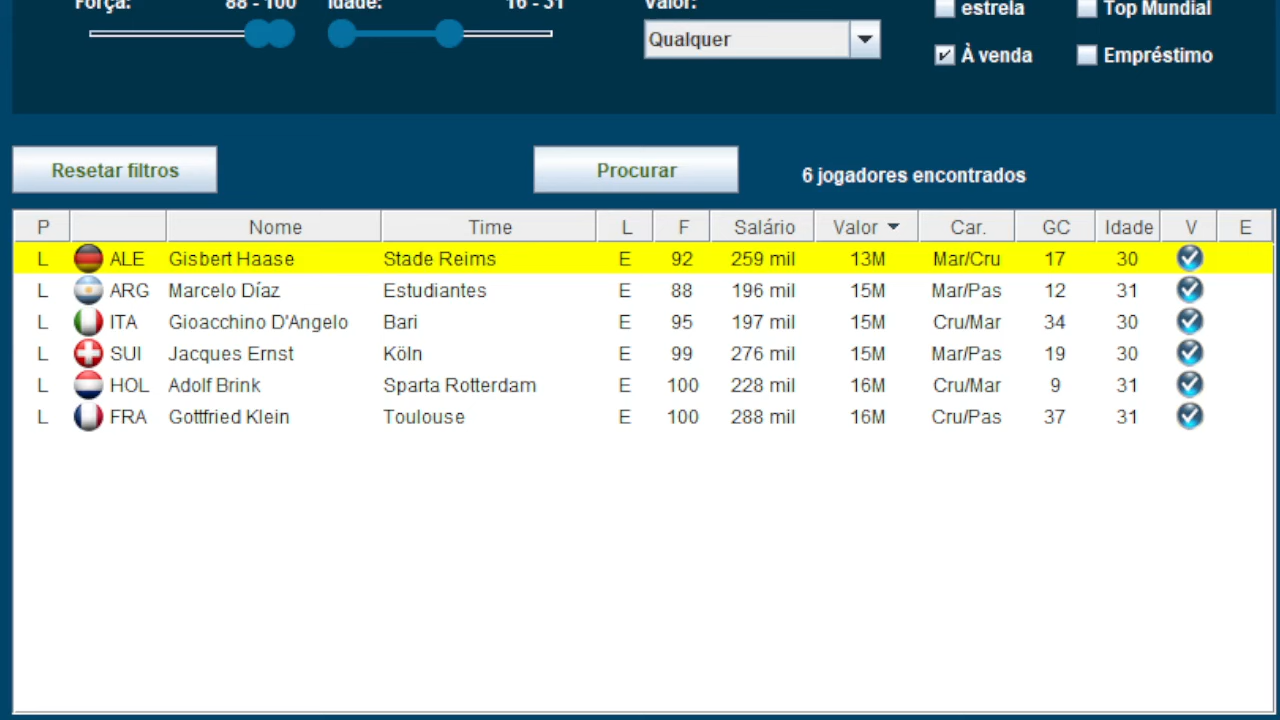 Força: 88 - 100 Idade: 16 - 31 Valor:
estrela Top Mundial
Qualquer
À venda Empréstimo
Resetar filtros Procurar 6 jogadores encontrados
P Nome Time L F Salário Valor Car. GC Idade V E
L ALE Gisbert Haase Stade Reims E 92 259 mil 13M Mar/Cru 17 30
L ARG Marcelo Díaz Estudiantes E 88 196 mil 15M Mar/Pas 12 31
L ITA Gioacchino D'Angelo Bari E 95 197 mil 15M Cru/Mar 34 30
L SUI Jacques Ernst Köln E 99 276 mil 15M Mar/Pas 19 30
L HOL Adolf Brink Sparta Rotterdam E 100 228 mil 16M Cru/Mar 9 31
L FRA Gottfried Klein Toulouse E 100 288 mil 16M Cru/Pas 37 31